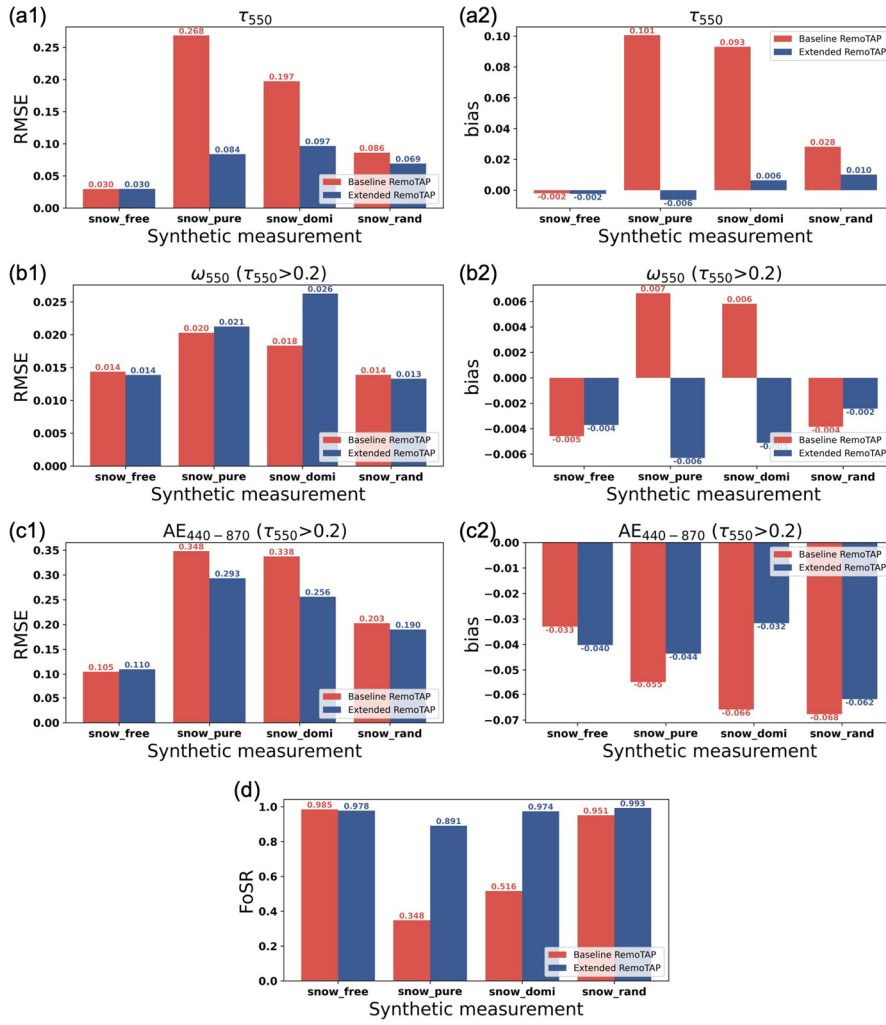 (a1)
τ550
RMSE
0.25
0.20
0.15
0.10
0.05
0.00
0.030
0.030
0.268
0.084
0.197
0.097
0.086
0.069
Baseline RemoTAP
Extended RemoTAP
snow_free
snow_pure
snow_domi
snow_rand
Synthetic measurement
(a2)
τ550
bias
0.10
0.08
0.06
0.04
0.02
0.00
-0.002
-0.002
0.101
-0.006
0.093
0.006
0.028
0.010
Baseline RemoTAP
Extended RemoTAP
snow_free
snow_pure
snow_domi
snow_rand
Synthetic measurement
(b1)
ω550 (τ550>0.2)
RMSE
0.025
0.020
0.015
0.010
0.005
0.000
0.014
0.014
0.020
0.021
0.018
0.026
0.014
0.013
Baseline RemoTAP
Extended RemoTAP
snow_free
snow_pure
snow_domi
snow_rand
Synthetic measurement
(b2)
ω550 (τ550>0.2)
bias
0.006
0.004
0.002
0.000
−0.002
−0.004
−0.006
-0.005
-0.004
0.007
-0.006
0.006
-0.004
-0.002
Baseline RemoTAP
Extended RemoTAP
snow_free
snow_pure
snow_domi
snow_rand
Synthetic measurement
(c1)
AE440−870 (τ550>0.2)
RMSE
0.35
0.30
0.25
0.20
0.15
0.10
0.05
0.00
0.105
0.110
0.348
0.293
0.338
0.256
0.203
0.190
Baseline RemoTAP
Extended RemoTAP
snow_free
snow_pure
snow_domi
snow_rand
Synthetic measurement
(c2)
AE440−870 (τ550>0.2)
bias
0.00
−0.01
−0.02
−0.03
−0.04
−0.05
−0.06
−0.07
-0.033
-0.040
-0.055
-0.044
-0.066
-0.032
-0.068
-0.062
Baseline RemoTAP
Extended RemoTAP
snow_free
snow_pure
snow_domi
snow_rand
Synthetic measurement
(d)
FoSR
1.0
0.8
0.6
0.4
0.2
0.0
0.985
0.978
0.348
0.891
0.516
0.974
0.951
0.993
Baseline RemoTAP
Extended RemoTAP
snow_free
snow_pure
snow_domi
snow_rand
Synthetic measurement